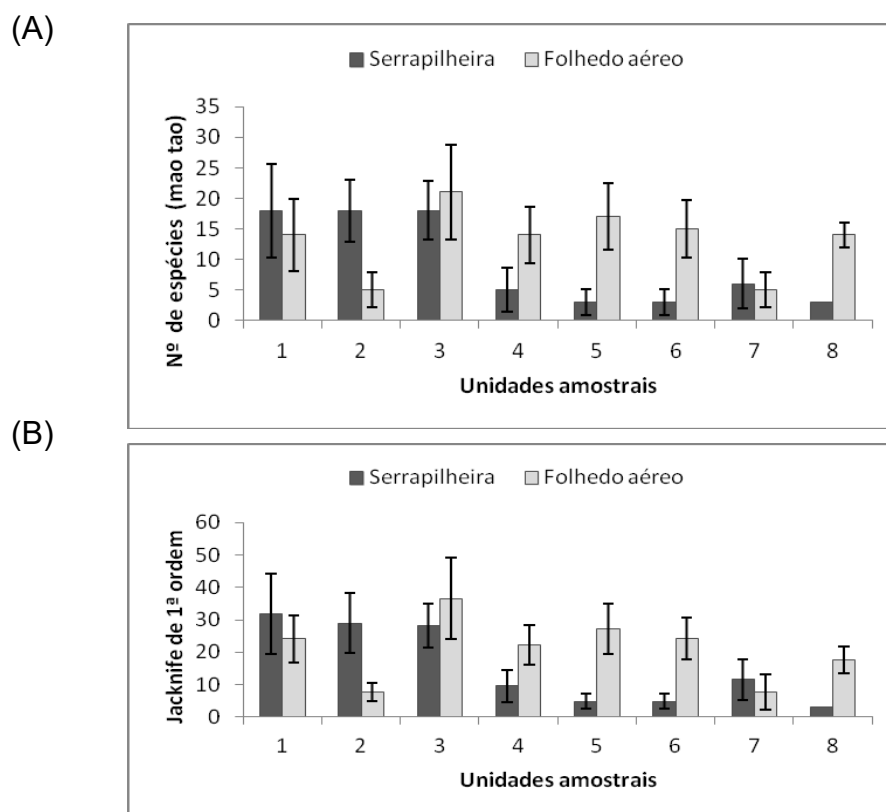 (A)
Serrapilheira Folhedo aéreo
Nº de espécies (mao tao)
35
30
25
20
15
10
5
0
1 2 3 4 5 6 7 8
Unidades amostrais
(B)
Serrapilheira Folhedo aéreo
Jacknife de 1ª ordem
60
50
40
30
20
10
0
1 2 3 4 5 6 7 8
Unidades amostrais